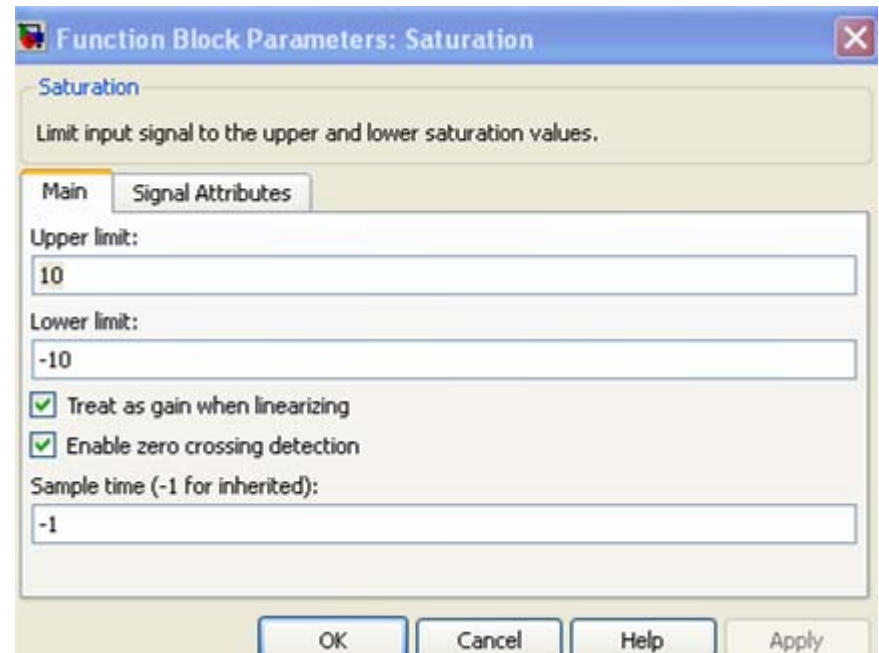 Function Block Parameters: Saturation
Saturation
Limit input signal to the upper and lower saturation values.
Main Signal Attributes
Upper limit:
10
Lower limit:
-10
Treat as gain when linearizing
Enable zero crossing detection
Sample time (-1 for inherited):
-1
OK Cancel Help Apply